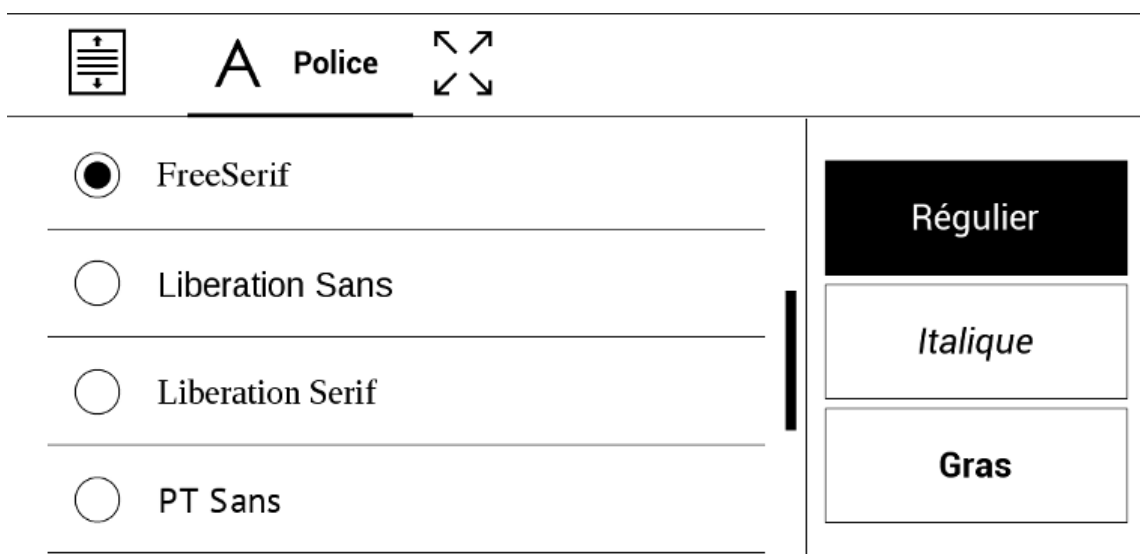 Police
FreeSerif
Liberation Sans
Liberation Serif
PT Sans
Régulier
Italique
Gras